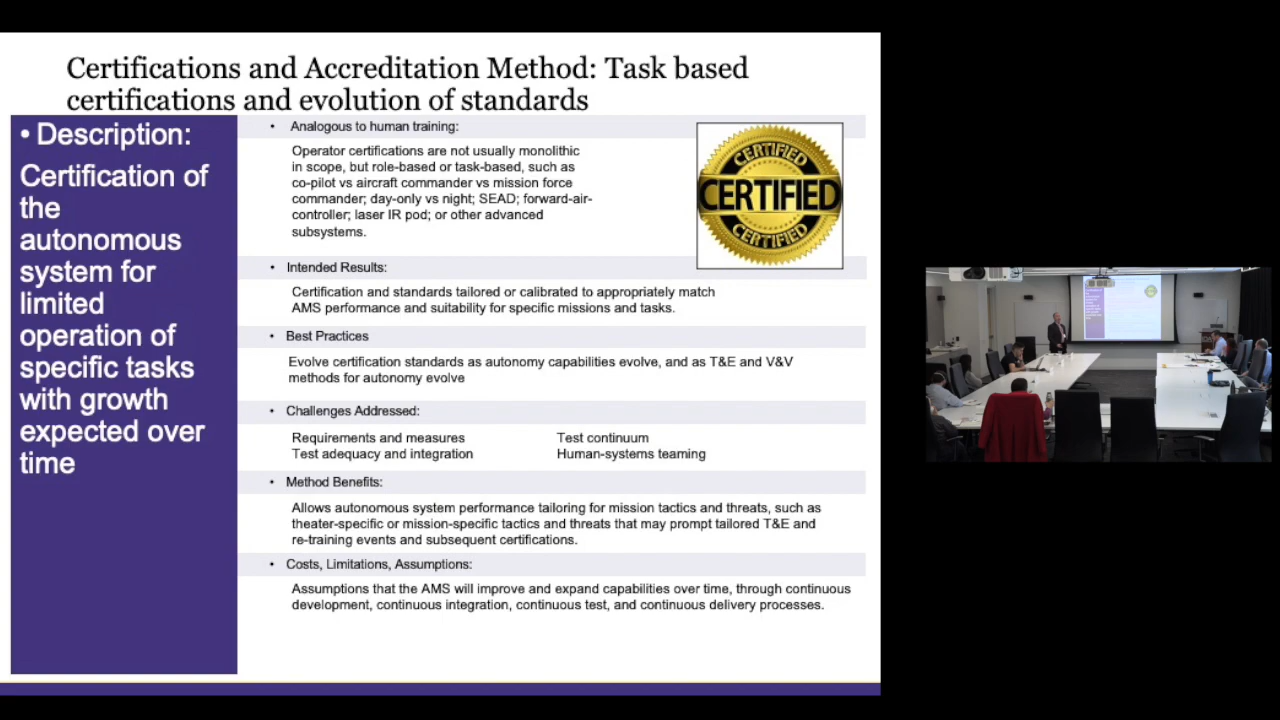 Certifications and Accreditation Method: Task based
certifications and evolution of standards
• Description:
Certification of
the
autonomous
system for
limited
operation of
specific tasks
with growth
expected over
time
• Analogous to human training:
Operator certifications are not usually monolithic
in scope, but role-based or task-based, such as
co-pilot vs aircraft commander vs mission force
commander; day-only vs night; SEAD; forward-air-
controller; laser IR pod; or other advanced
subsystems.
CERTIFIED
CERTIFIED
CERTIFIED
• Intended Results:
Certification and standards tailored or calibrated to appropriately match
AMS performance and suitability for specific missions and tasks.
• Best Practices
Evolve certification standards as autonomy capabilities evolve, and as T&E and V&V
methods for autonomy evolve
• Challenges Addressed:
Requirements and measures
Test adequacy and integration
Test continuum
Human-systems teaming
• Method Benefits:
Allows autonomous system performance tailoring for mission tactics and threats, such as
theater-specific or mission-specific tactics and threats that may prompt tailored T&E and
re-training events and subsequent certifications.
• Costs, Limitations, Assumptions:
Assumptions that the AMS will improve and expand capabilities over time, through continuous
development, continuous integration, continuous test, and continuous delivery processes.